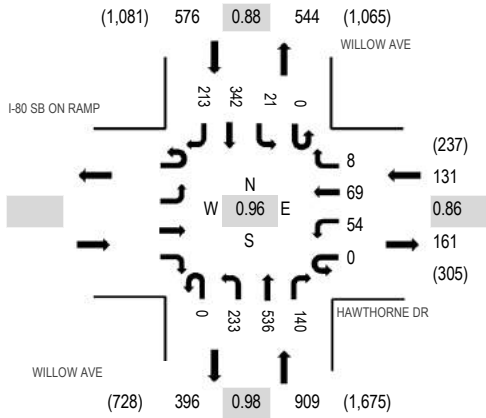 (1,081) 576 0.88 544 (1,065)
WILLOW AVE
I-80 SB ON RAMP
213 342 21 0
(237)
8
131
69
N
W 0.96 E
0.86
54
S
161
0
(305)
0 233 536 140
HAWTHORNE DR
WILLOW AVE
(728) 396 0.98 909 (1,675)